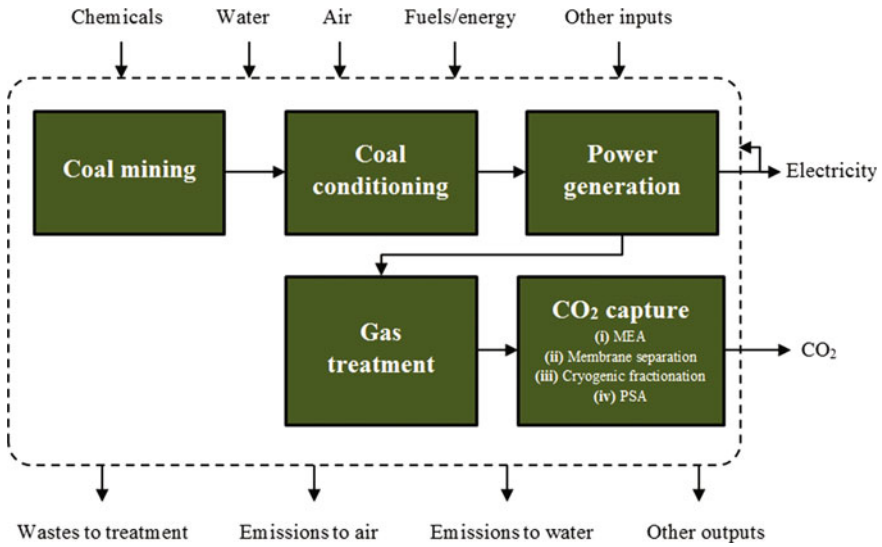 Chemicals
Water
Air
Fuels/energy
Other inputs
Coal mining
Coal
conditioning
Power
generation
Electricity
Gas
treatment
CO₂ capture
(i) MEA
(ii) Membrane separation
(iii) Cryogenic fractionation
(iv) PSA
CO₂
Wastes to treatment
Emissions to air
Emissions to water
Other outputs